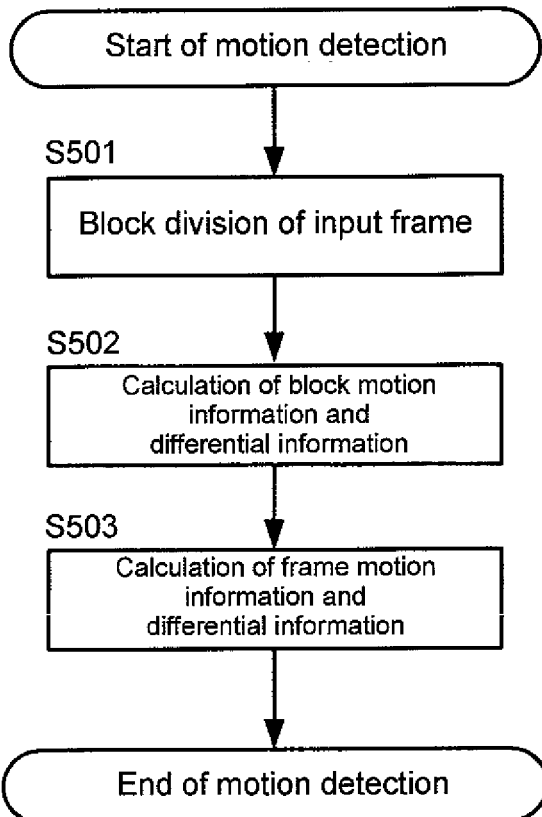 Start of motion detection
S501
Block division of input frame
S502
Calculation of block motion
information and
differential information
S503
Calculation of frame motion
information and
differential information
End of motion detection